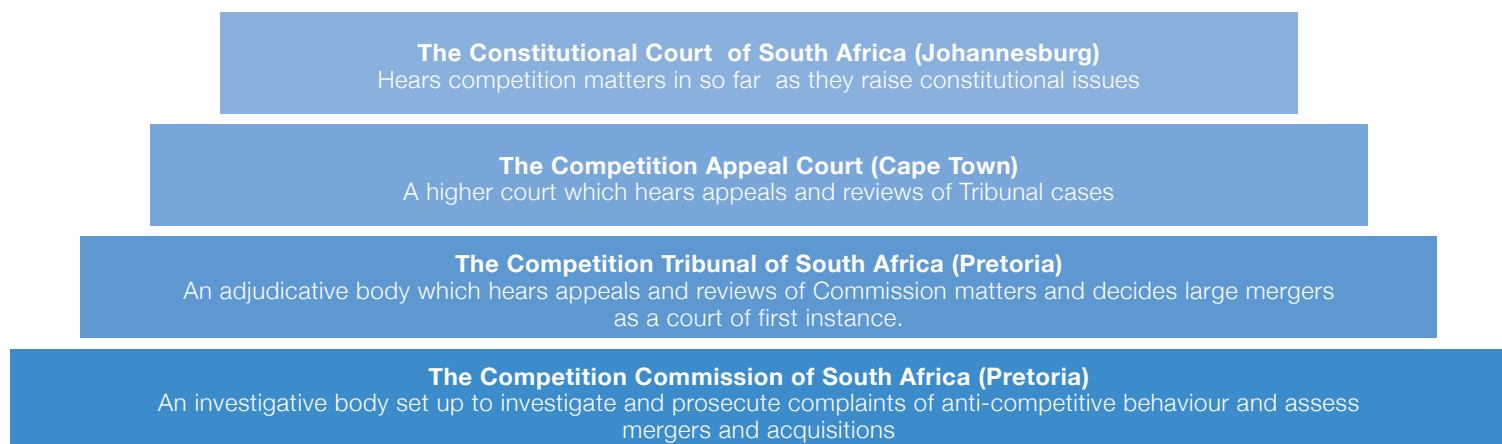 The Constitutional Court of South Africa (Johannesburg)
Hears competition matters in so far as they raise constitutional issues
The Competition Appeal Court (Cape Town)
A higher court which hears appeals and reviews of Tribunal cases
The Competition Tribunal of South Africa (Pretoria)
An adjudicative body which hears appeals and reviews of Commission matters and decides large mergers
as a court of first instance.
The Competition Commission of South Africa (Pretoria)
An investigative body set up to investigate and prosecute complaints of anti-competitive behaviour and assess
mergers and acquisitions